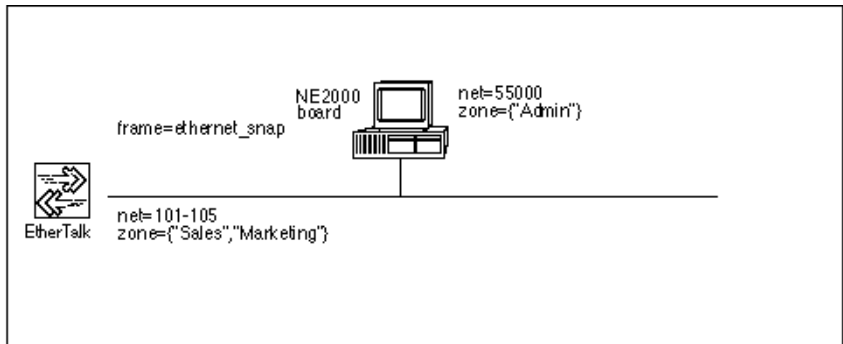 NE2000
board
net=55000
zone={"Admin"}
frame=ethernet_snap
EtherTalk
net=101-105
zone={"Sales","Marketing"}